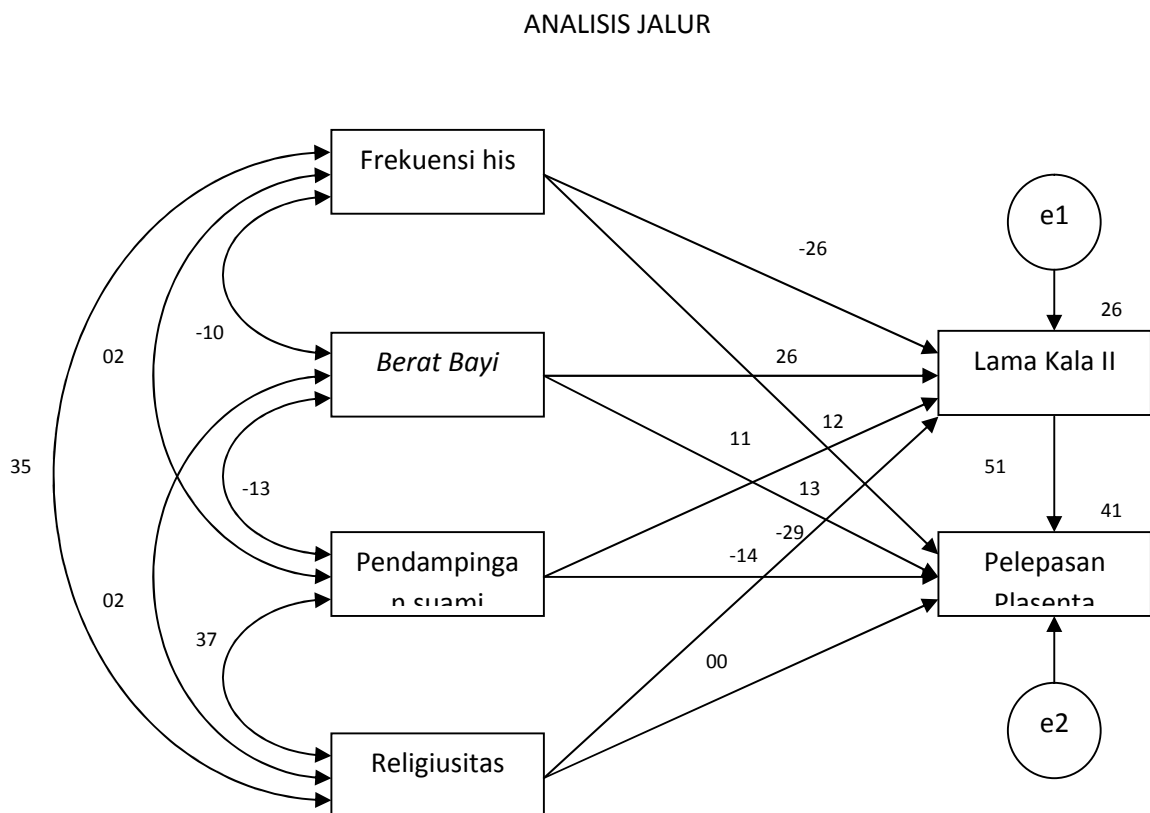 ANALISIS JALUR
Frekuensi his
e1
-26
26
-10
02
Berat Bayi
26
Lama Kala II
12
11
35
51
-13
13
41
-29
Pendampinga
n suami
-14
Pelepasan
Plasenta
02
37
00
e2
Religiusitas